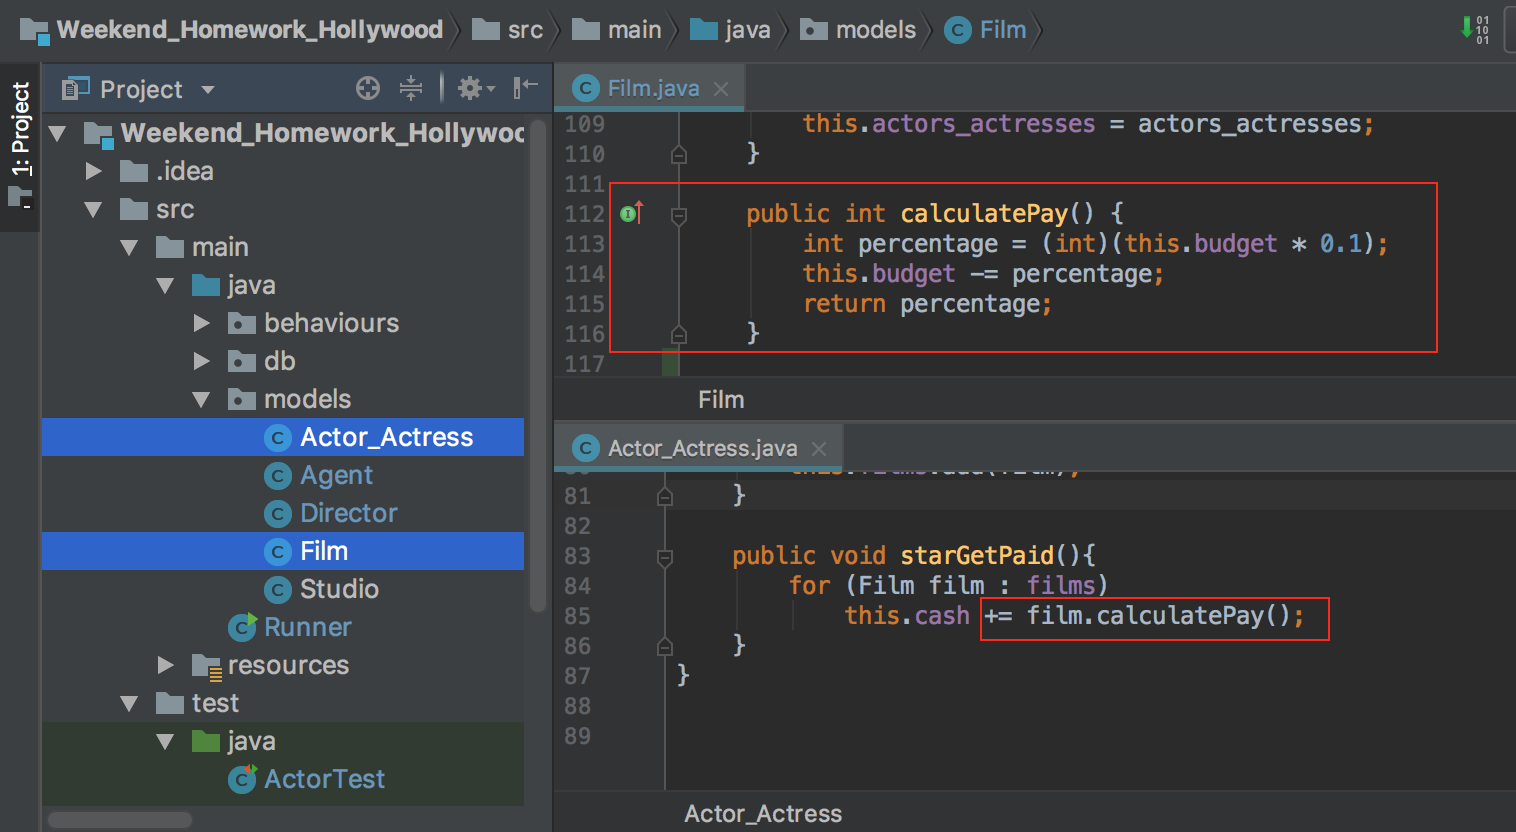 Weekend_Homework_Hollywood
src
main
java
models
C Film
01
10
01
1: Project
Project
Weekend_Homework_Hollywoo
.idea
src
main
java
behaviours
db
models
C Actor_Actress
C Agent
C Director
C Film
C Studio
C Runner
resources
test
java
C ActorTest
C Film.java
109 this.actors_actresses = actors_actresses;
110 }
111
112 public int calculatePay() {
113 int percentage = (int)(this.budget * 0.1);
114 this.budget -= percentage;
115 return percentage;
116 }
117
Film
C Actor_Actress.java
81 }
82
83 public void starGetPaid(){
84 for (Film film : films)
85 this.cash += film.calculatePay();
86 }
87 }
88
89
Actor_Actress